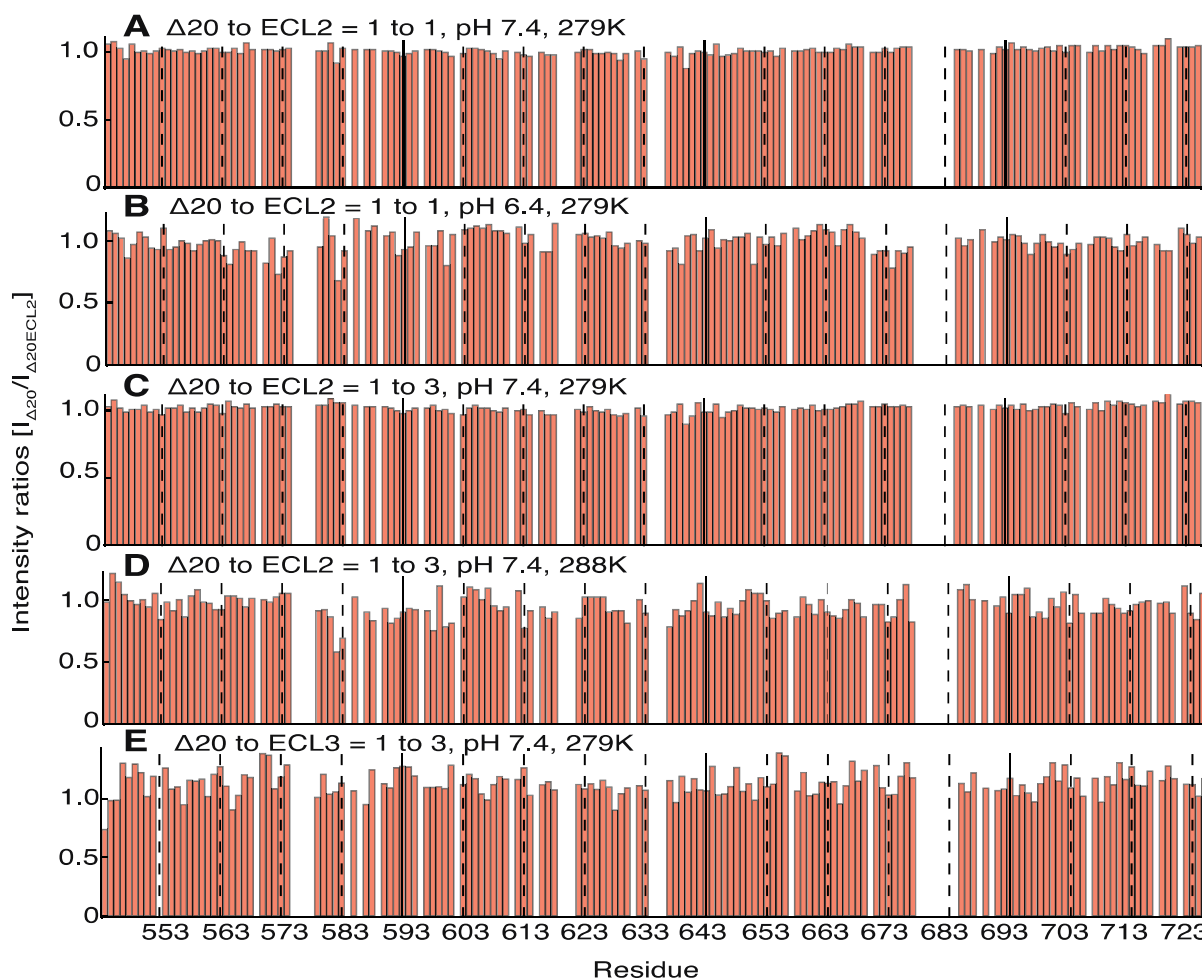 A Δ20 to ECL2 = 1 to 1, pH 7.4, 279K
1.0
0.5
0
B Δ20 to ECL2 = 1 to 1, pH 6.4, 279K
1.0
0.5
0
C Δ20 to ECL2 = 1 to 3, pH 7.4, 279K
1.0
0.5
0
D Δ20 to ECL2 = 1 to 3, pH 7.4, 288K
1.0
0.5
0
E Δ20 to ECL3 = 1 to 3, pH 7.4, 279K
1.0
0.5
0
Intensity ratios [I Δ20/I Δ20ECL2]
553 563 573 583 593 603 613 623 633 643 653 663 673 683 693 703 713 723
Residue